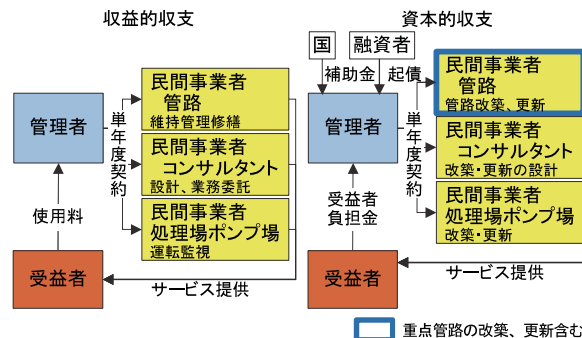 収益的収支
管理者
単年度契約
民間事業者
管路
維持管理修繕
民間事業者
コンサルタント
設計、業務委託
民間事業者
処理場ポンプ場
運転監視
使用料
受益者
サービス提供
資本的収支
国
融資者
補助金
起債
管理者
単年度契約
民間事業者
管路
管路改築、更新
民間事業者
コンサルタント
改築・更新の設計
民間事業者
処理場ポンプ場
改築・更新
受益者
負担金
受益者
サービス提供
重点管路の改築、更新含む